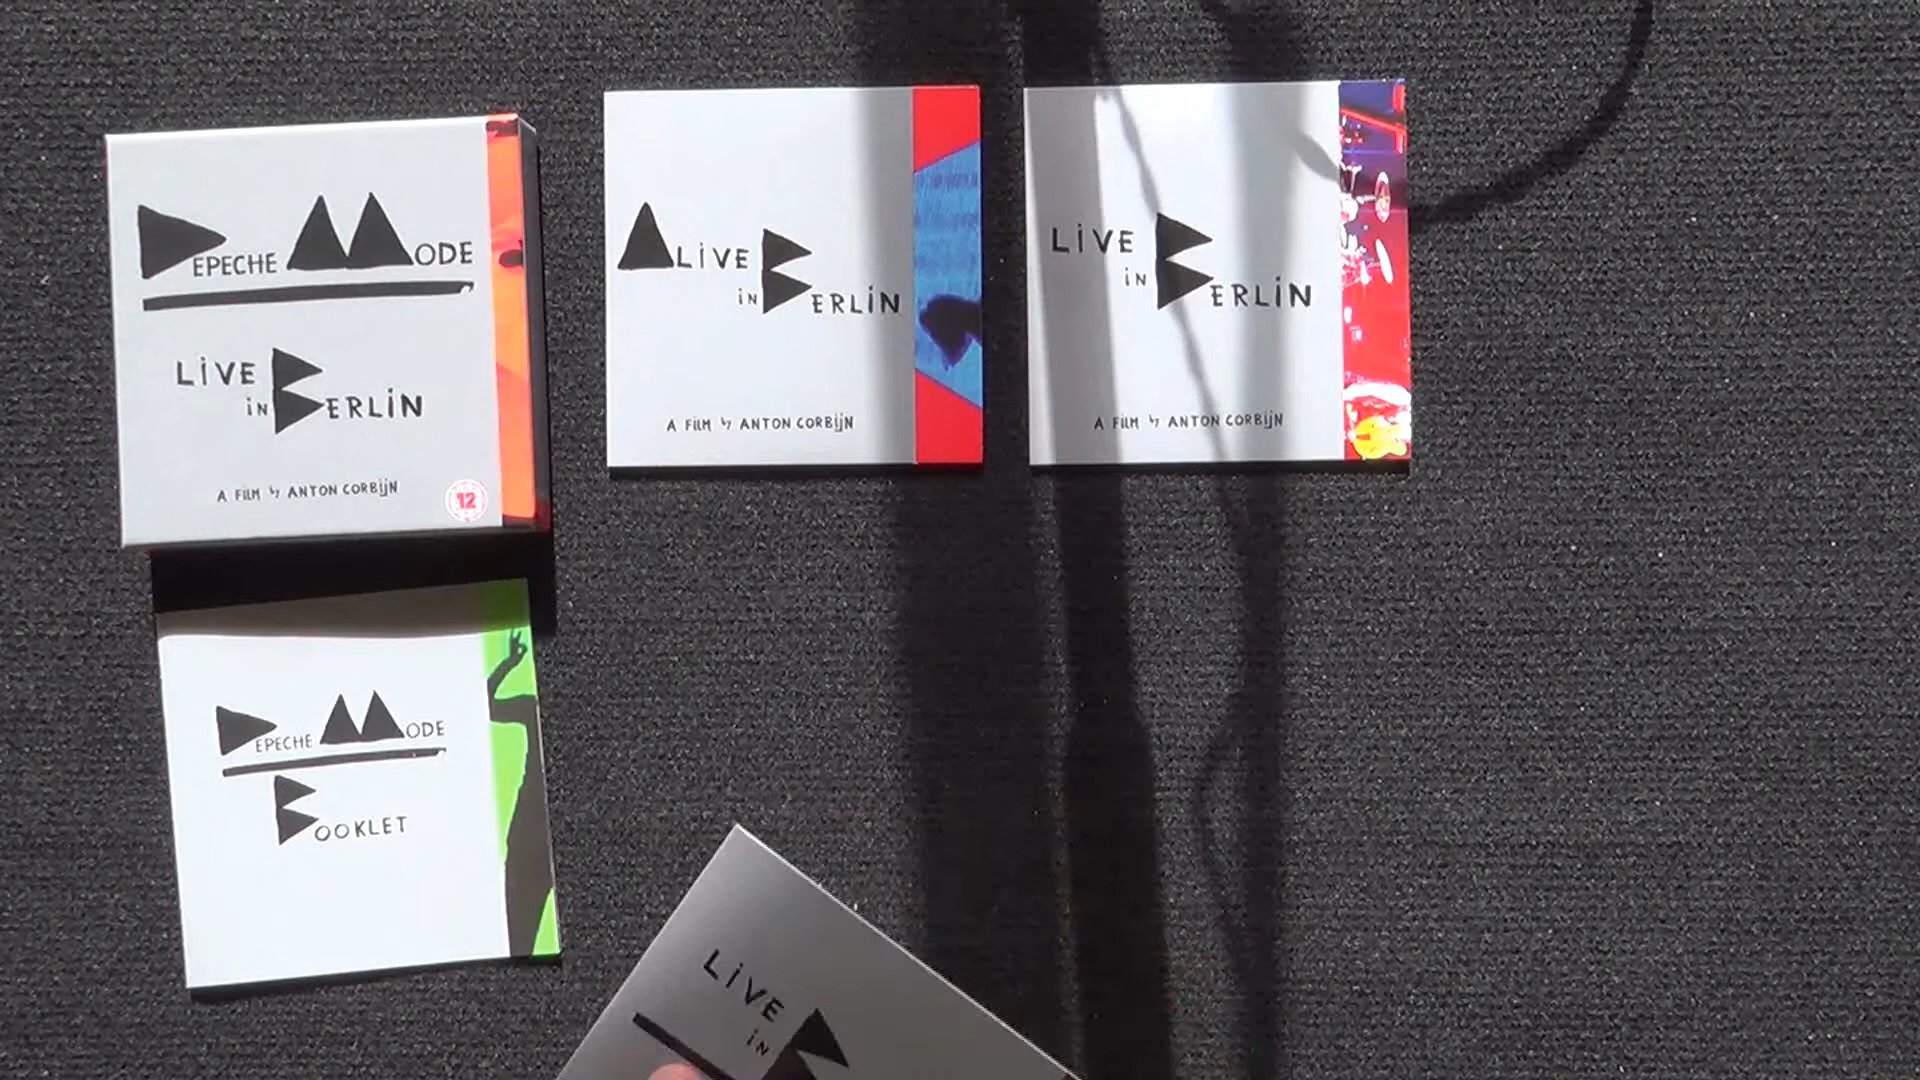 DEPECHE MODE
LiVE
iN BERLiN
A FiLM by ANTON CORBijN
12
ALiVE
iN BERLiN
A FiLM by ANTON CORBijN
LiVE
iN BERLiN
A FiLM by ANTON CORBijN
DEPECHE MODE
BOOKLET
LiVE
iN